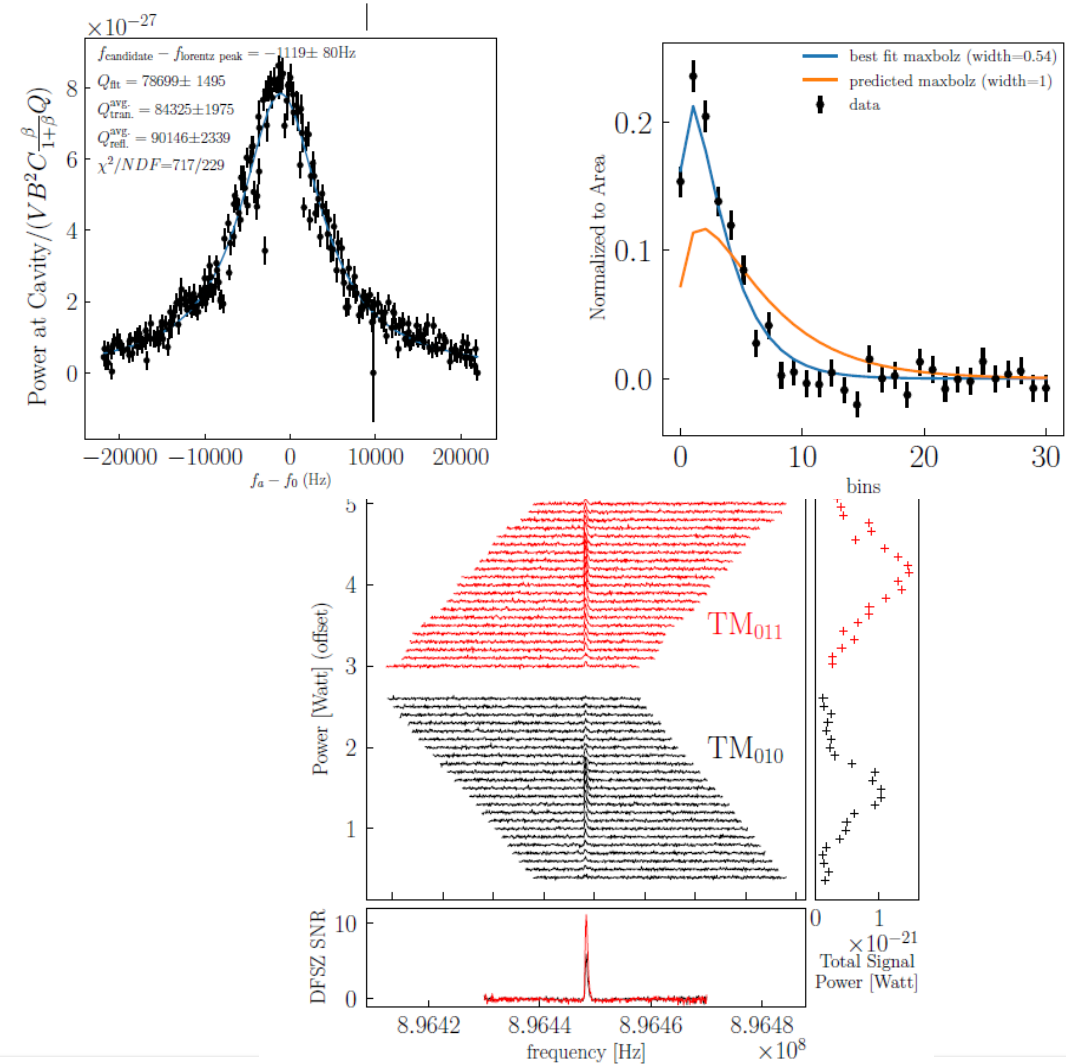 ×10−27
f_candidate − f_lorentz peak = −1119± 80Hz
Q_fit = 78699± 1495
Q^avg._tran. = 84325±1975
Q^avg._refl. = 90146±2339
χ²/NDF=717/229
Power at Cavity/(VB²C β/1+β Q)
8
6
4
2
0
−20000 −10000 0 10000 20000
f_a − f_0 (Hz)
best fit maxbolz (width=0.54)
predicted maxbolz (width=1)
data
Normalized to Area
0.2
0.1
0.0
0 10 20 30
bins
Power [Watt] (offset)
5
4
3
2
1
TM₀₁₁
TM₀₁₀
0 1
×10−21
Total Signal
Power [Watt]
DFSZ SNR
10
0
8.9642 8.9644 8.9646 8.9648
×10⁸
frequency [Hz]